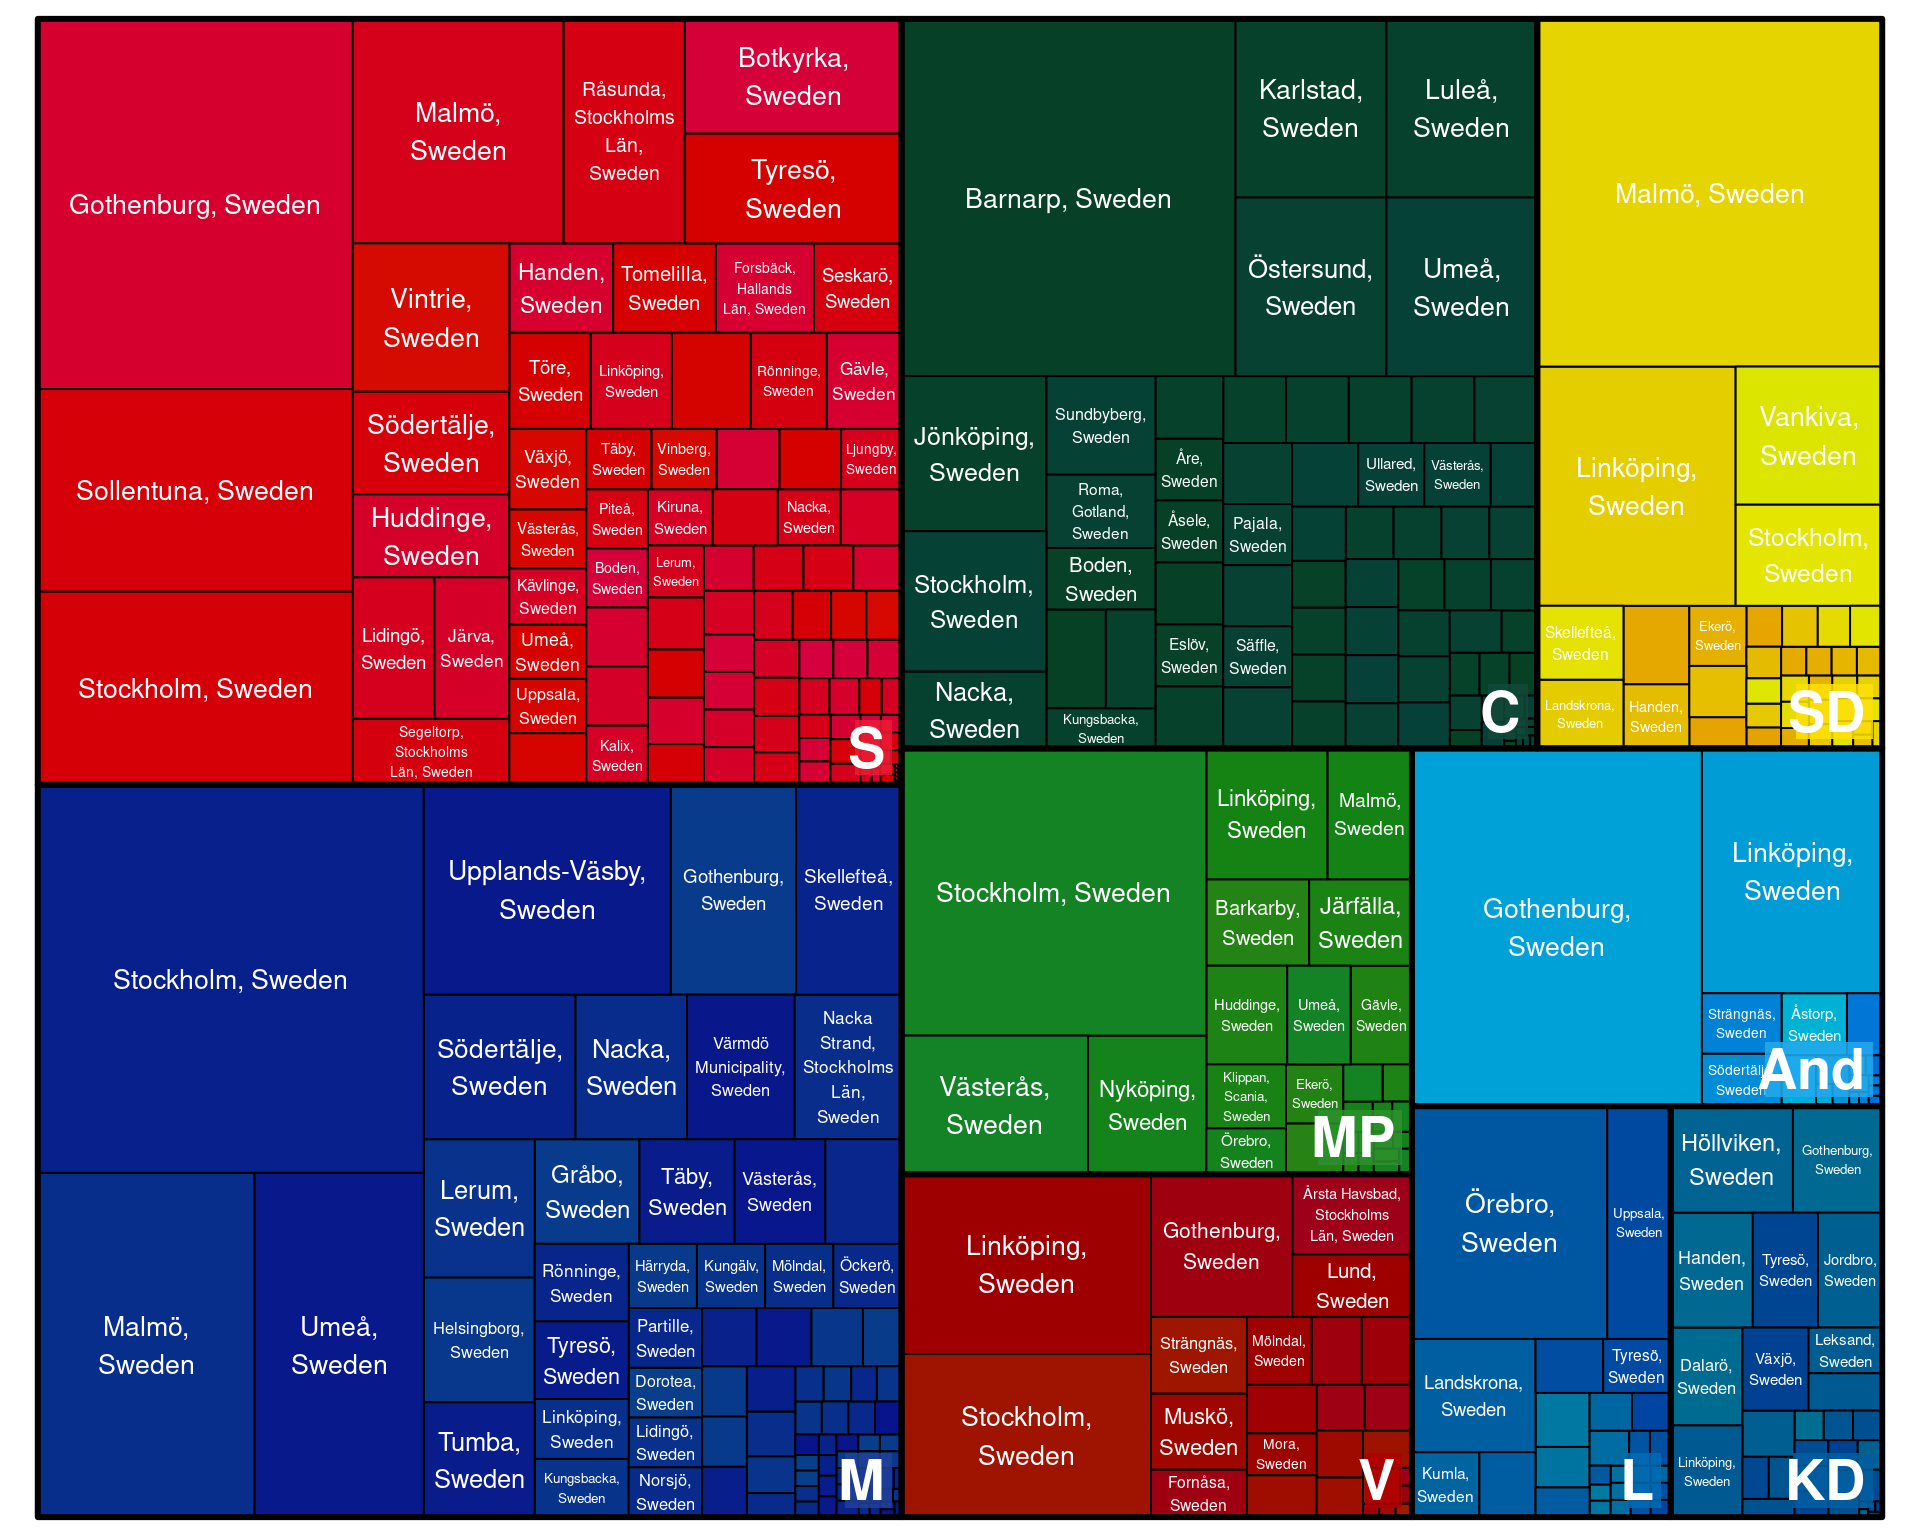 Gothenburg, Sweden
Sollentuna, Sweden
Stockholm, Sweden
Malmö,
Sweden
Råsunda,
Stockholms
Län,
Sweden
Botkyrka,
Sweden
Tyresö,
Sweden
Vintrie,
Sweden
Södertälje,
Sweden
Huddinge,
Sweden
Lidingö,
Sweden
Järva,
Sweden
Segeltorp,
Stockholms
Län, Sweden
Handen,
Sweden
Tomelilla,
Sweden
Forsbäck,
Hallands
Län, Sweden
Seskarö,
Sweden
Töre,
Sweden
Linköping,
Sweden
Rönninge,
Sweden
Gävle,
Sweden
Växjö,
Sweden
Täby,
Sweden
Vinberg,
Sweden
Ljungby,
Sweden
Västerås,
Sweden
Piteå,
Sweden
Kiruna,
Sweden
Nacka,
Sweden
Kävlinge,
Sweden
Boden,
Sweden
Lerum,
Sweden
Umeå,
Sweden
Uppsala,
Sweden
Kalix,
Sweden
S
Barnarp, Sweden
Karlstad,
Sweden
Luleå,
Sweden
Östersund,
Sweden
Umeå,
Sweden
Jönköping,
Sweden
Stockholm,
Sweden
Nacka,
Sweden
Sundbyberg,
Sweden
Roma,
Gotland,
Sweden
Boden,
Sweden
Kungsbacka,
Sweden
Åre,
Sweden
Åsele,
Sweden
Eslöv,
Sweden
Pajala,
Sweden
Säffle,
Sweden
Ullared,
Sweden
Västerås,
Sweden
C
Malmö, Sweden
Linköping,
Sweden
Vankiva,
Sweden
Stockholm,
Sweden
Skellefteå,
Sweden
Landskrona,
Sweden
Handen,
Sweden
Ekerö,
Sweden
SD
Stockholm, Sweden
Malmö,
Sweden
Umeå,
Sweden
Upplands-Väsby,
Sweden
Gothenburg,
Sweden
Skellefteå,
Sweden
Södertälje,
Sweden
Nacka,
Sweden
Värmdö
Municipality,
Sweden
Nacka
Strand,
Stockholms
Län,
Sweden
Lerum,
Sweden
Helsingborg,
Sweden
Tumba,
Sweden
Gråbo,
Sweden
Täby,
Sweden
Västerås,
Sweden
Rönninge,
Sweden
Tyresö,
Sweden
Linköping,
Sweden
Kungsbacka,
Sweden
Härryda,
Sweden
Kungälv,
Sweden
Mölndal,
Sweden
Öckerö,
Sweden
Partille,
Sweden
Dorotea,
Sweden
Lidingö,
Sweden
Norsjö,
Sweden
M
Stockholm, Sweden
Västerås,
Sweden
Nyköping,
Sweden
Linköping,
Sweden
Malmö,
Sweden
Barkarby,
Sweden
Järfälla,
Sweden
Huddinge,
Sweden
Umeå,
Sweden
Gävle,
Sweden
Klippan,
Scania,
Sweden
Ekerö,
Sweden
Örebro,
Sweden
MP
Gothenburg,
Sweden
Linköping,
Sweden
Strängnäs,
Sweden
Åstorp,
Sweden
Sweden
And
Linköping,
Sweden
Stockholm,
Sweden
Gothenburg,
Sweden
Årsta Havsbad,
Stockholms
Län, Sweden
Lund,
Sweden
Strängnäs,
Sweden
Mölndal,
Sweden
Muskö,
Sweden
Mora,
Sweden
Fornåsa,
Sweden
V
Örebro,
Sweden
Uppsala,
Sweden
Landskrona,
Sweden
Tyresö,
Sweden
Kumla,
Sweden
L
Höllviken,
Sweden
Gothenburg,
Sweden
Handen,
Sweden
Tyresö,
Sweden
Jordbro,
Sweden
Dalarö,
Sweden
Växjö,
Sweden
Leksand,
Sweden
Linköping,
Sweden
KD